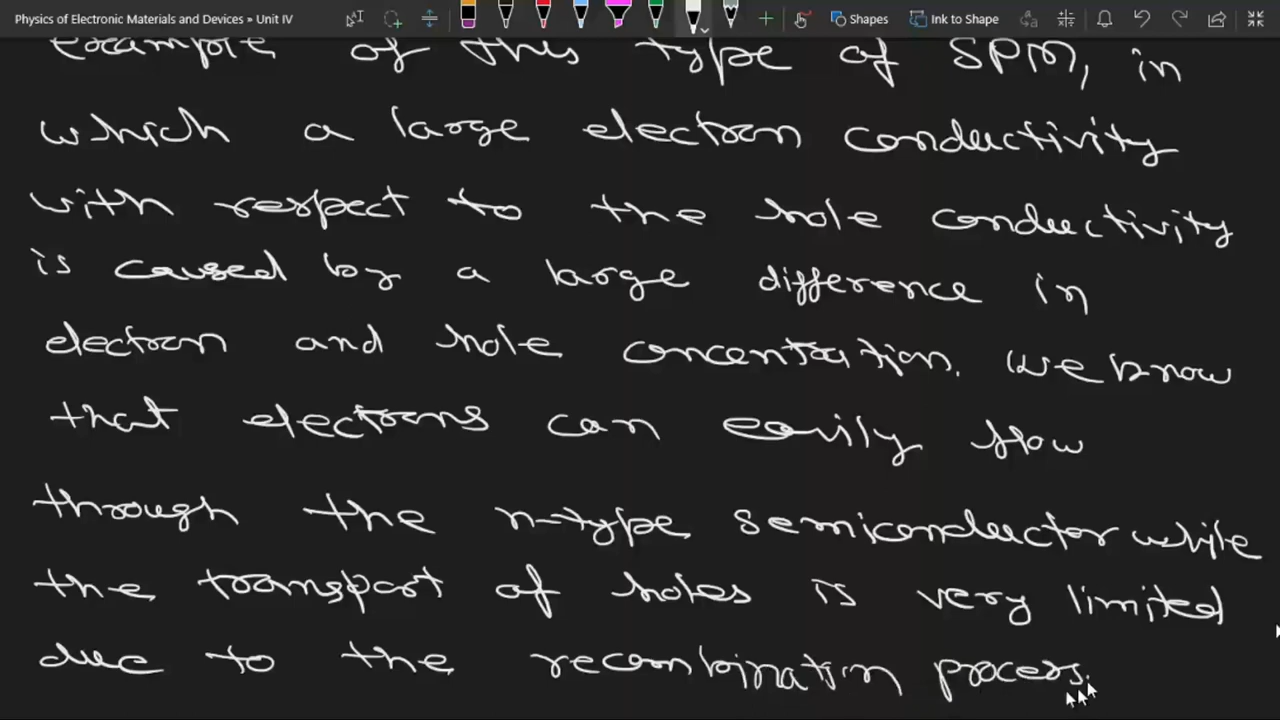 Physics of Electronic Materials and Devices » Unit IV
Shapes
Ink to Shape
example of this type of SPM, in
which a large electron conductivity
with respect to the hole conductivity
is caused by a large difference in
electron and hole concentration. We know
that electrons can easily flow
through the n-type semiconductor while
the transport of holes is very limited
due to the recombination process.